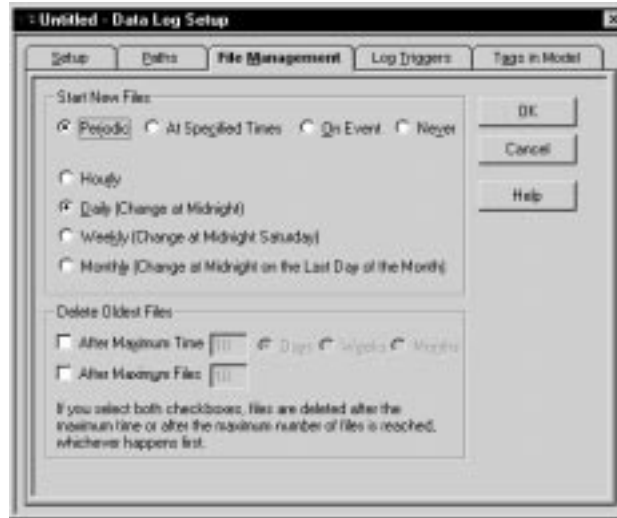 Untitled - Data Log Setup
Setup Paths File Management Log Triggers Tags in Model
Start New Files
Periodic At Specified Times On Event Never
Hourly
Daily (Change at Midnight)
Weekly (Change at Midnight Saturday)
Monthly (Change at Midnight on the Last Day of the Month)
OK
Cancel
Help
Delete Oldest Files
After Maximum Time 10 Days Weeks Months
After Maximum Files 10
If you select both checkboxes, files are deleted after the
maximum time or after the maximum number of files is reached,
whichever happens first.